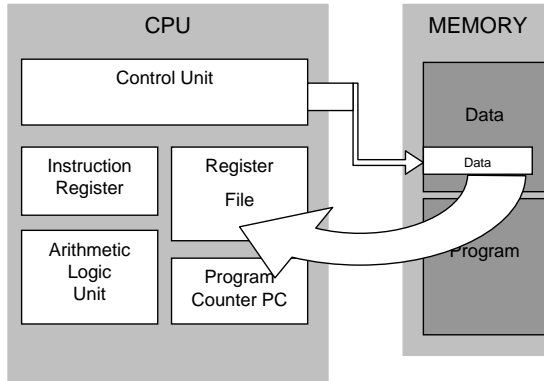 CPU
Control Unit
Instruction
Register
Register
File
Arithmetic
Logic
Unit
Program
Counter PC
MEMORY
Data
Data
Program